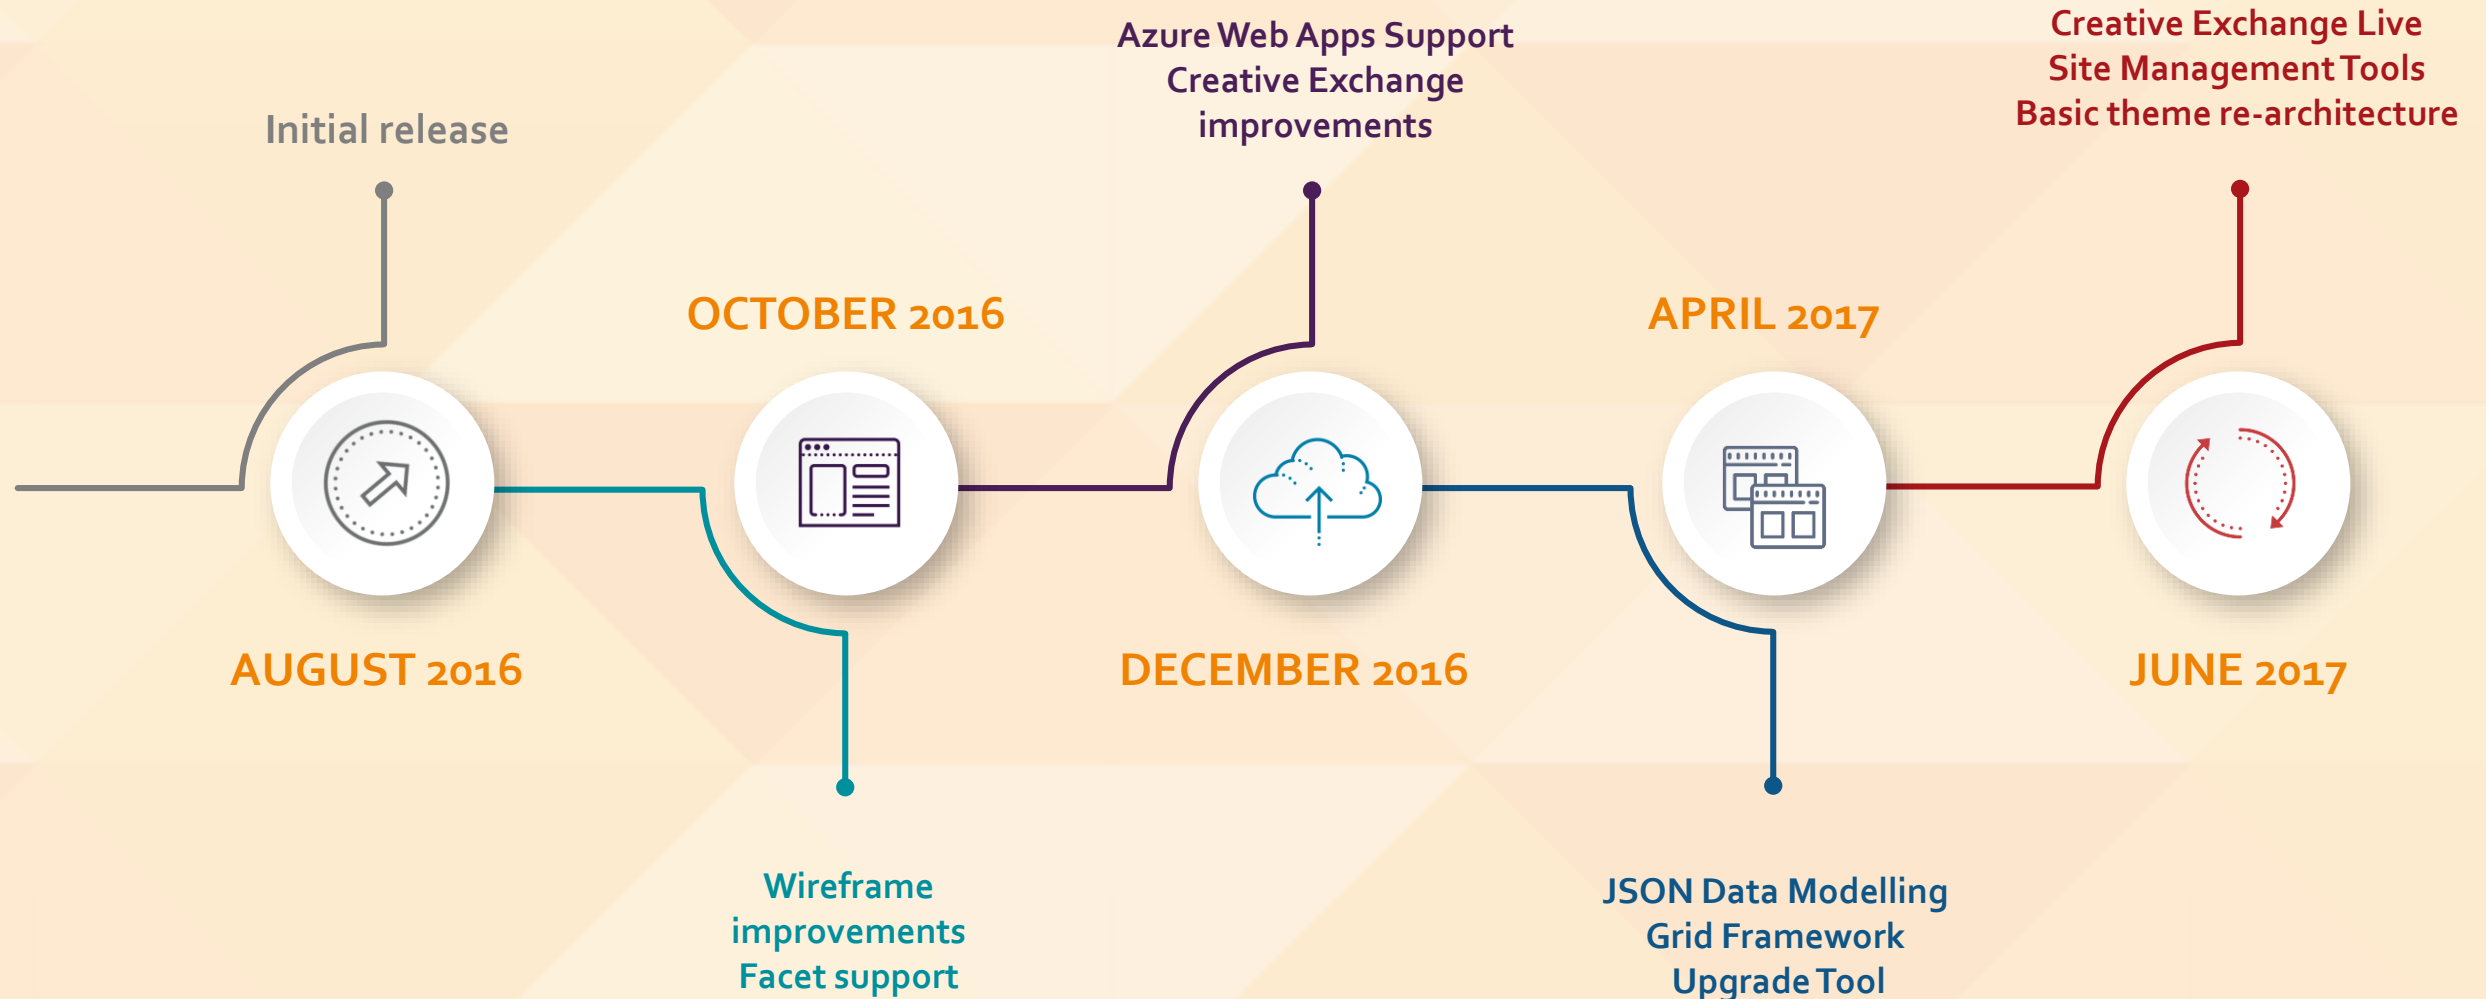 Initial release
AUGUST 2016
OCTOBER 2016
Wireframe
improvements
Facet support
Azure Web Apps Support
Creative Exchange
improvements
DECEMBER 2016
APRIL 2017
JSON Data Modelling
Grid Framework
Upgrade Tool
Creative Exchange Live
Site Management Tools
Basic theme re-architecture
JUNE 2017